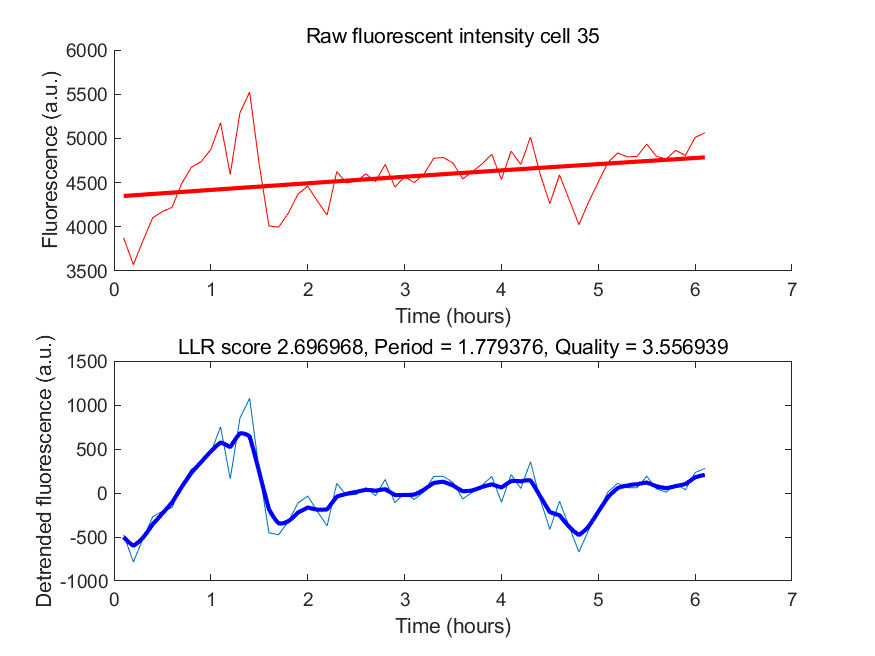 Raw fluorescent intensity cell 35
Fluorescence (a.u.)
6000
5500
5000
4500
4000
3500
0 1 2 3 4 5 6 7
Time (hours)
LLR score 2.696968, Period = 1.779376, Quality = 3.556939
Detrended fluorescence (a.u.)
1500
1000
500
0
-500
-1000
0 1 2 3 4 5 6 7
Time (hours)